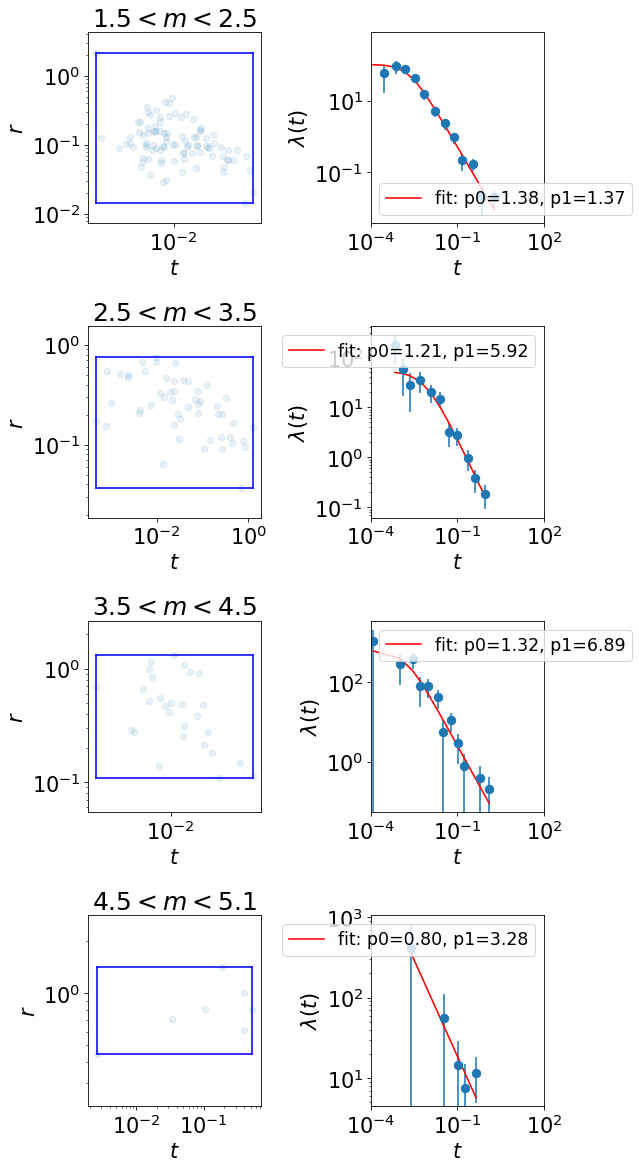 1.5 < m < 2.5
10⁰
10⁻¹
10⁻²
r
10⁻²
t
10¹
10⁻¹
λ(t)
fit: p0=1.38, p1=1.37
10⁻⁴
10⁻¹
10²
t
2.5 < m < 3.5
10⁰
10⁻¹
r
10⁻²
10⁰
t
fit: p0=1.21, p1=5.92
10²
10¹
10⁰
10⁻¹
λ(t)
10⁻⁴
10⁻¹
10²
t
3.5 < m < 4.5
10⁰
10⁻¹
r
10⁻²
t
fit: p0=1.32, p1=6.89
10²
10⁰
λ(t)
10⁻⁴
10⁻¹
10²
t
4.5 < m < 5.1
10⁰
r
10⁻²
10⁻¹
t
10³
fit: p0=0.80, p1=3.28
10²
10¹
λ(t)
10⁻⁴
10⁻¹
10²
t